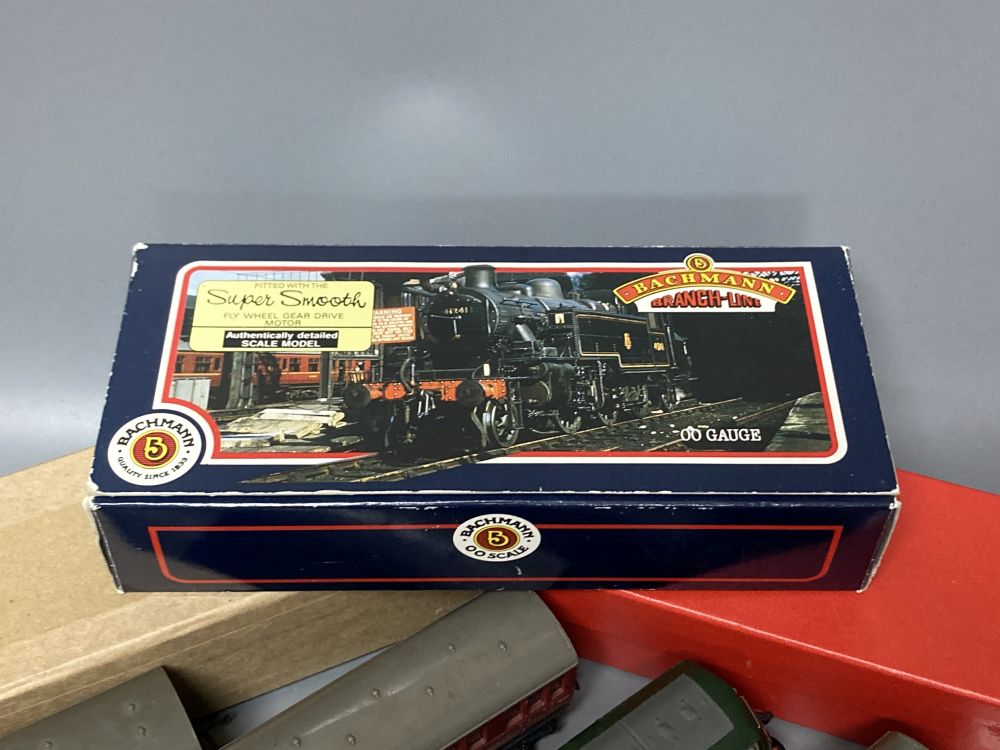 FITTED WITH THE
Super Smooth
FLY WHEEL GEAR DRIVE
MOTOR
Authentically detailed
SCALE MODEL
WARNING
BACHMANN
BRANCH-LINE
OO GAUGE
BACHMANN
QUALITY SINCE 1833
BACHMANN
OO SCALE